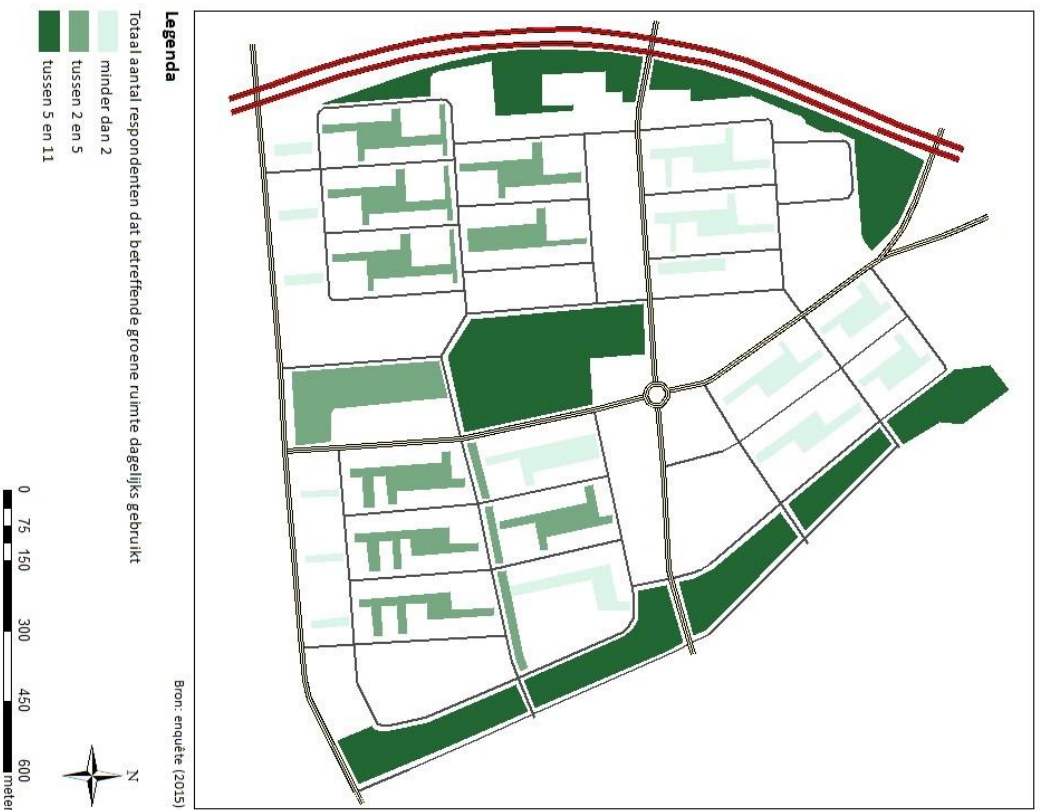 Legenda
Totaal aantal respondenten dat betreffende groene ruimte dagelijks gebruikt
minder dan 2
tussen 2 en 5
tussen 5 en 11
Bron: enquête (2015)
N
0 75 150 300 450 600
meter